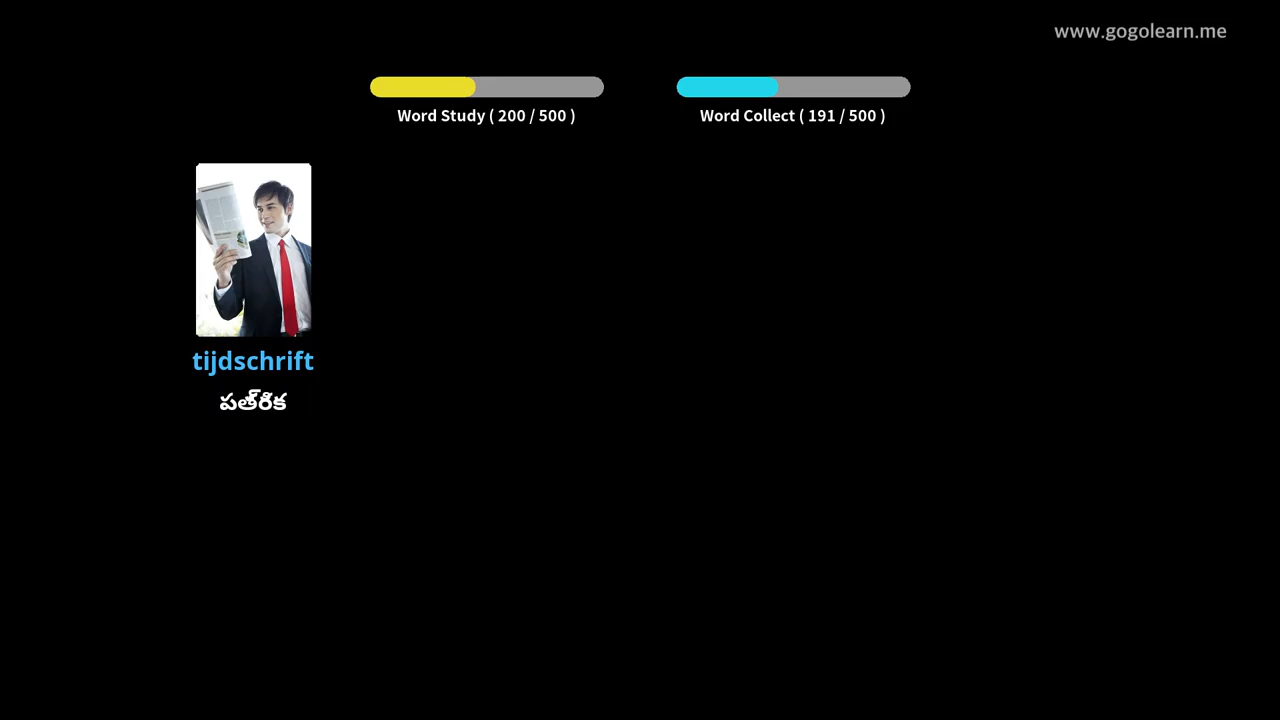 www.gogolearn.me
Word Study ( 200 / 500 )
Word Collect ( 191 / 500 )
tijdschrift
పత్రిక